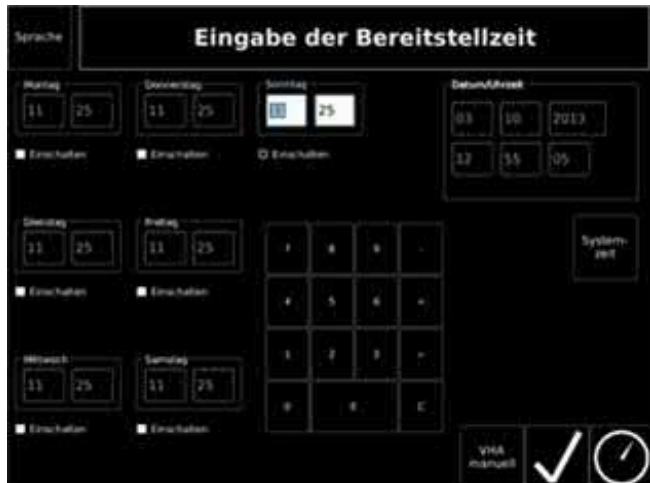 Sprache
Eingabe der Bereitstellzeit
Montag
11 25
Einschalten
Donnerstag
11 25
Einschalten
Sonntag
11 25
Einschalten
Datum/Uhrzeit
03 10 2013
12 55 05
Dienstag
11 25
Einschalten
Freitag
11 25
Einschalten
System-
zeit
Mittwoch
11 25
Einschalten
Samstag
11 25
Einschalten
7 8 9 -
4 5 6
1 2 3
0 C
VHA
manuell